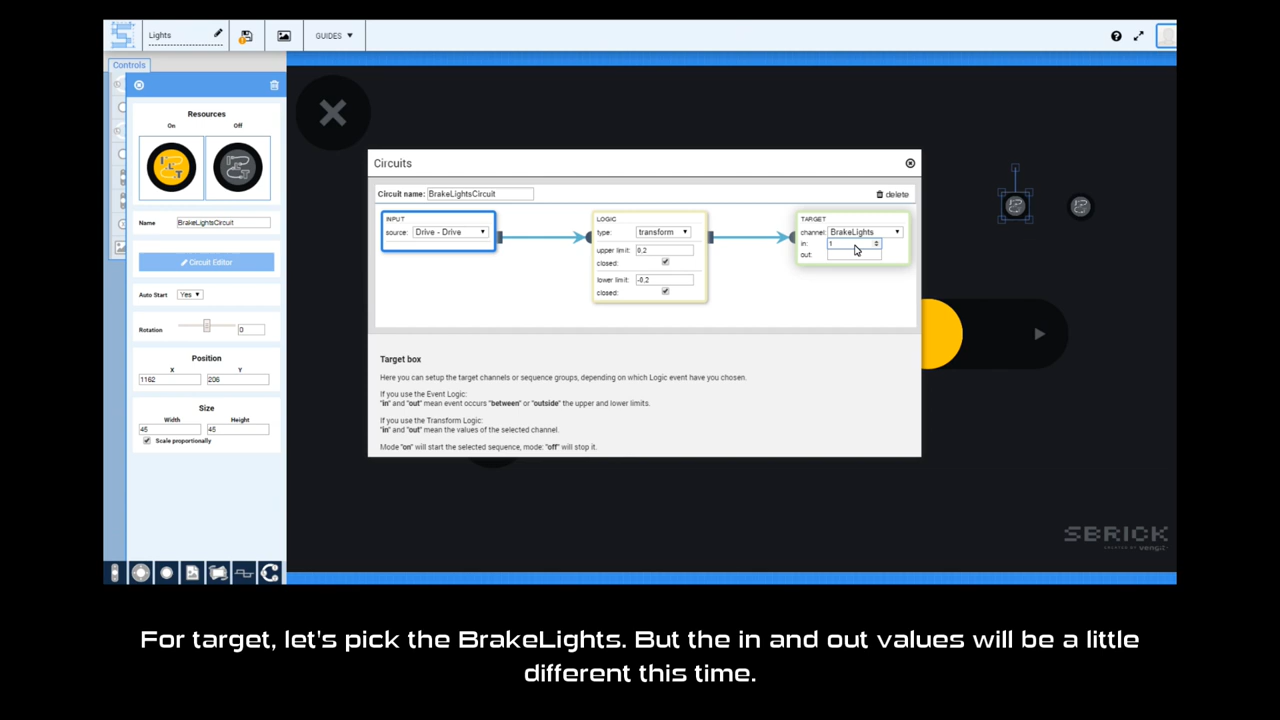 Lights
GUIDES ▼
Controls
Resources
On Off
Name BrakeLightsCircuit
Circuit Editor
Auto Start Yes ▼
Rotation 0
Position
X Y
1162 206
Size
Width Height
45 45
Scale proportionally
Circuits
Circuit name: BrakeLightsCircuit
delete
INPUT
source: Drive - Drive ▼
LOGIC
type: transform ▼
upper limit: 0,2
closed:
lower limit: -0,2
closed:
TARGET
channel: BrakeLights ▼
in: 1
out:
Target box
Here you can setup the target channels or sequence groups, depending on which Logic event have you chosen.
If you use the Event Logic:
"in" and "out" mean event occurs "between" or "outside" the upper and lower limits.
If you use the Transform Logic:
"in" and "out" mean the values of the selected channel.
Mode "on" will start the selected sequence, mode: "off" will stop it.
SBRICK
CREATED BY vengit
For target, let's pick the BrakeLights. But the in and out values will be a little
different this time.